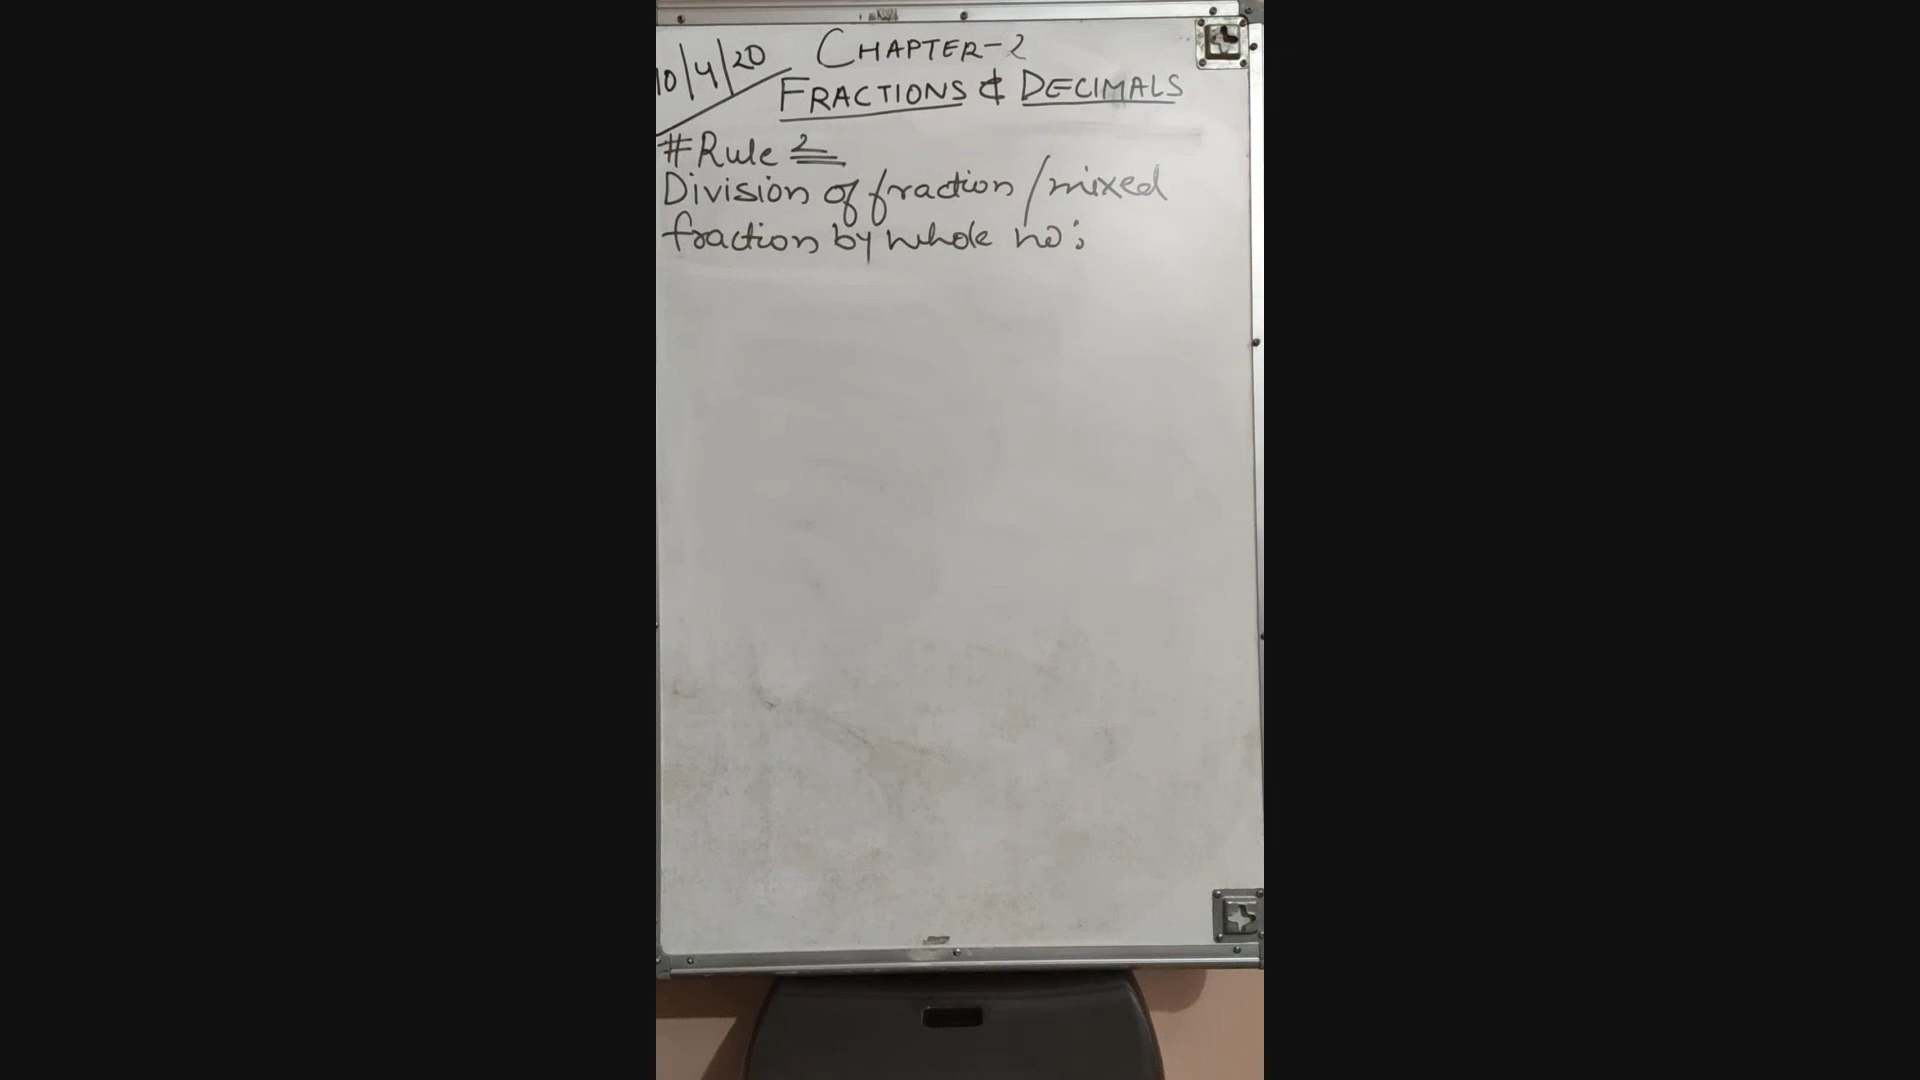 10/4/20 CHAPTER-2
FRACTIONS & DECIMALS
#Rule 2
Division of fraction/mixed
fraction by whole no: